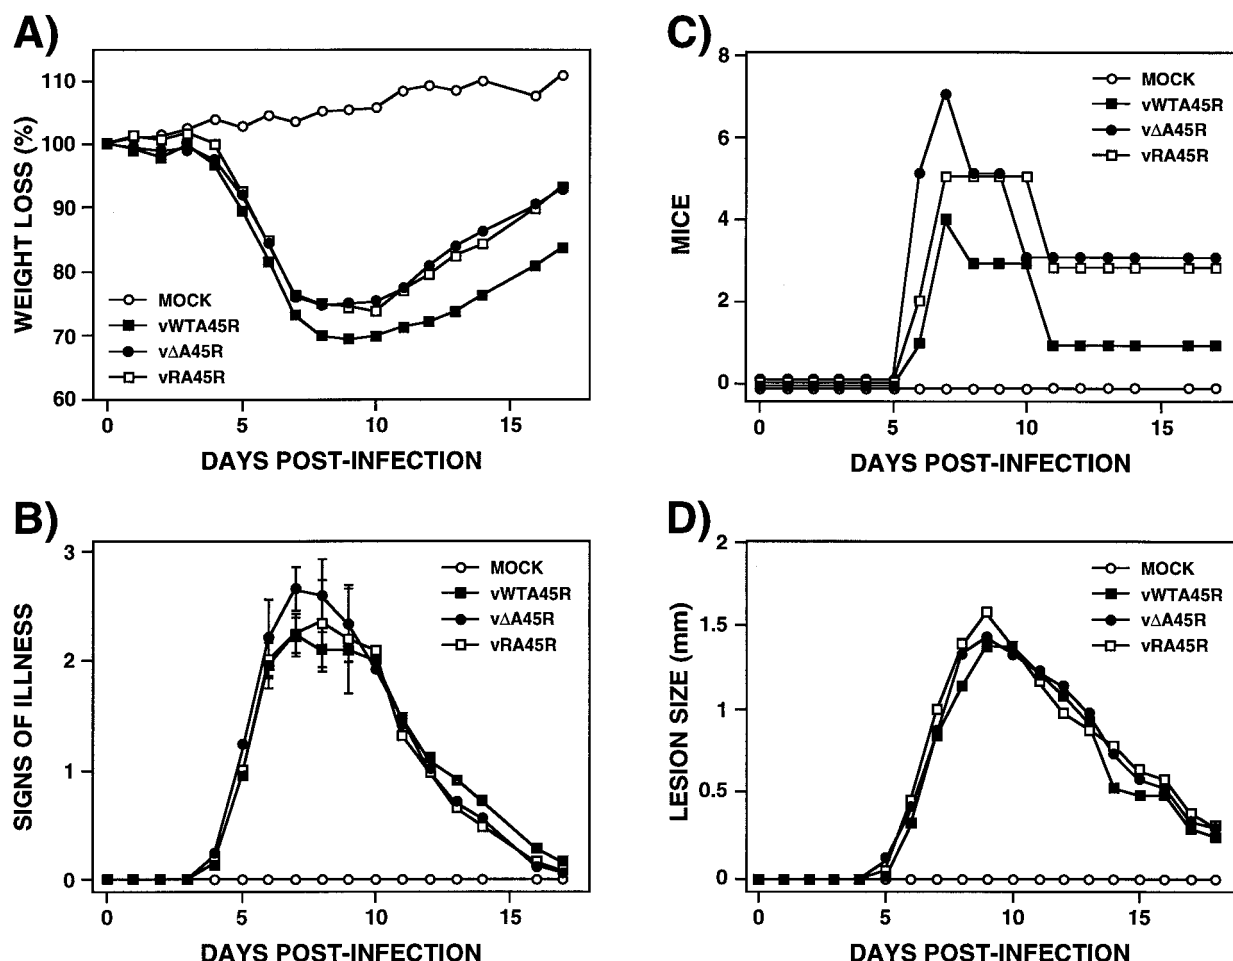 A)
WEIGHT LOSS (%)
110
100
90
80
70
60
MOCK
vWTA45R
vΔA45R
vRA45R
0 5 10 15
DAYS POST-INFECTION
C)
MICE
8
6
4
2
0
MOCK
vWTA45R
vΔA45R
vRA45R
0 5 10 15
DAYS POST-INFECTION
B)
SIGNS OF ILLNESS
3
2
1
0
MOCK
vWTA45R
vΔA45R
vRA45R
0 5 10 15
DAYS POST-INFECTION
D)
LESION SIZE (mm)
2
1.5
1
0.5
0
MOCK
vWTA45R
vΔA45R
vRA45R
0 5 10 15
DAYS POST-INFECTION